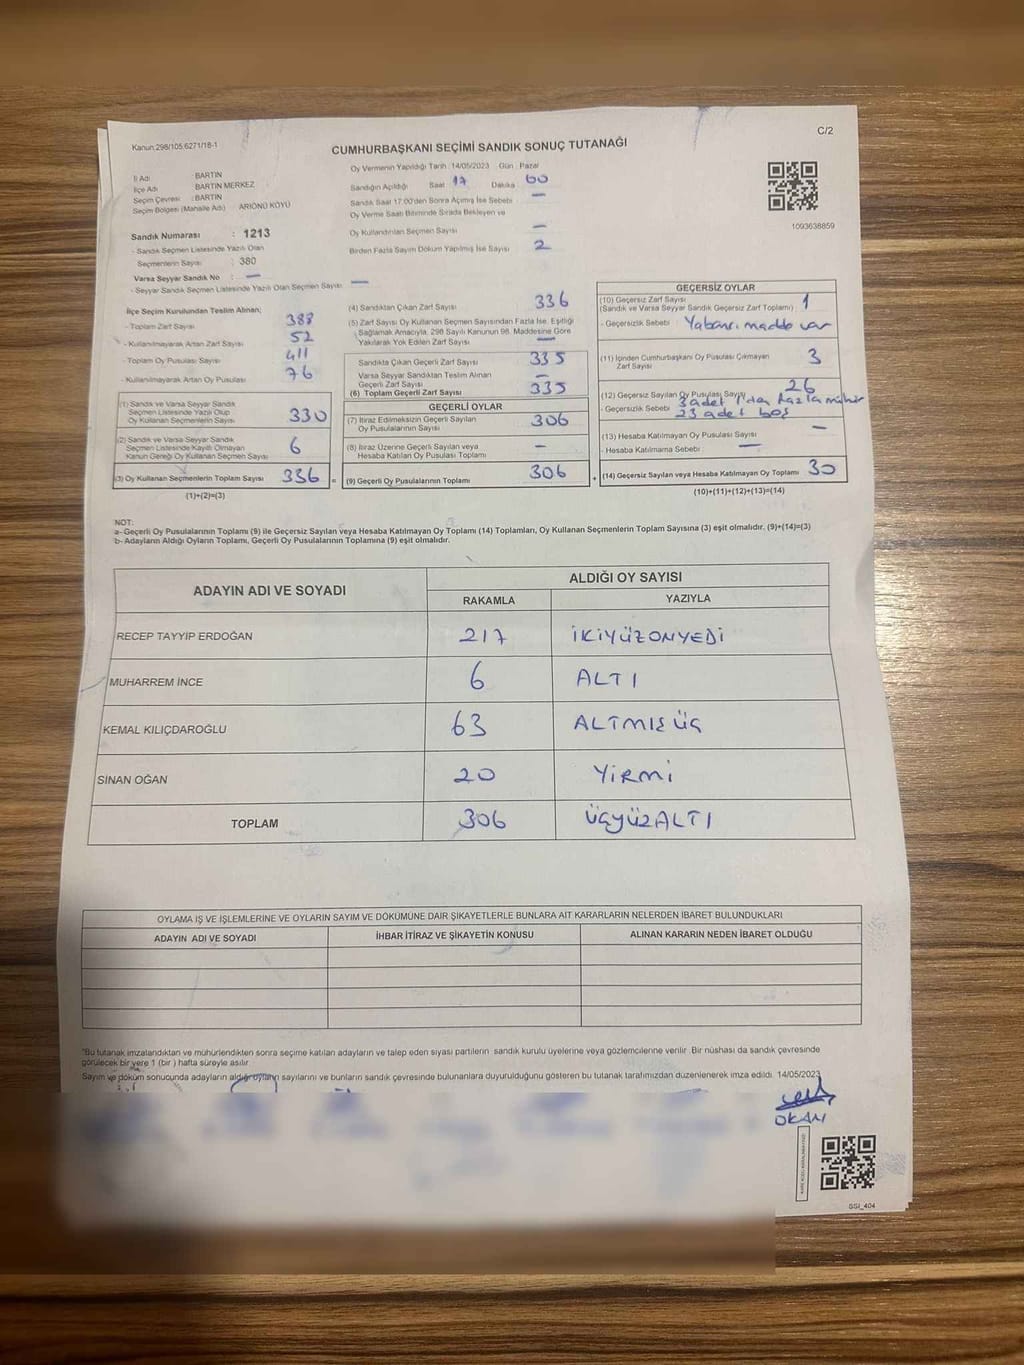 Kanun:298/105.6271/18-1
C/2
CUMHURBAŞKANI SEÇİMİ SANDIK SONUÇ TUTANAĞI
İl Adı BARTIN
İlçe Adı BARTIN MERKEZ
Seçim Çevresi : BARTIN
Seçim Bölgesi (Mahalle Adı) ARIÖNÜ KÖYÜ
Sandık Numarası : 1213
- Sandık Seçmen Listesinde Yazılı Olan
Seçmenlerin Sayısı : 380
Varsa Seyyar Sandık No : —
- Seyyar Sandık Seçmen Listesinde Yazılı Olan Seçmen Sayısı —
Oy Vermenin Yapıldığı Tarih : 14/05/2023 Gün : Pazar
Sandığın Açıldığı Saat 17 Dakika 00
Sandık Saat 17:00'den Sonra Açılmış İse Sebebi : —
Oy Verme Saati Bitiminde Sırada Bekleyen ve
Oy Kullandırılan Seçmen Sayısı —
Birden Fazla Sayım Döküm Yapılmış İse Sayısı 2
1093638859
İlçe Seçim Kurulundan Teslim Alınan;
- Toplam Zarf Sayısı 388
- Kullanılmayarak Artan Zarf Sayısı 52
- Toplam Oy Pusulası Sayısı 411
- Kullanılmayarak Artan Oy Pusulası 76
(1) Sandık ve Varsa Seyyar Sandık
Seçmen Listesinde Yazılı Olup
Oy Kullanan Seçmenlerin Sayısı 330
(2) Sandık ve Varsa Seyyar Sandık
Seçmen Listesinde Kayıtlı Olmayan
Kanun Gereği Oy Kullanan Seçmen Sayısı 6
(3) Oy Kullanan Seçmenlerin Toplam Sayısı 336 =
(1)+(2)=(3)
(4) Sandıktan Çıkan Zarf Sayısı 336
(5) Zarf Sayısı Oy Kullanan Seçmen Sayısından Fazla İse, Eşitliği
Sağlamak Amacıyla, 298 Sayılı Kanunun 98. Maddesine Göre
Yakılarak Yok Edilen Zarf Sayısı —
Sandıkta Çıkan Geçerli Zarf Sayısı 335
Varsa Seyyar Sandıktan Teslim Alınan
Geçerli Zarf Sayısı —
(6) Toplam Geçerli Zarf Sayısı 335
GEÇERLİ OYLAR
(7) İtiraz Edilmeksizin Geçerli Sayılan
Oy Pusulalarının Sayısı 306
(8) İtiraz Üzerine Geçerli Sayılan veya
Hesaba Katılan Oy Pusulası Toplamı —
(9) Geçerli Oy Pusulalarının Toplamı 306 +
GEÇERSİZ OYLAR
(10) Geçersiz Zarf Sayısı
(Sandık ve Varsa Seyyar Sandık Geçersiz Zarf Toplamı) 1
- Geçersizlik Sebebi : Yabancı madde var
(11) İçinden Cumhurbaşkanı Oy Pusulası Çıkmayan
Zarf Sayısı 3
(12) Geçersiz Sayılan Oy Pusulası Sayısı 26
- Geçersizlik Sebebi 3 adet 1'den fazla mühür
23 adet boş
(13) Hesaba Katılmayan Oy Pusulası Sayısı —
- Hesaba Katılmama Sebebi —
(14) Geçersiz Sayılan veya Hesaba Katılmayan Oy Toplamı 30
(10)+(11)+(12)+(13)=(14)
NOT:
a- Geçerli Oy Pusulalarının Toplamı (9) ile Geçersiz Sayılan veya Hesaba Katılmayan Oy Toplamı (14) Toplamları, Oy Kullanan Seçmenlerin Toplam Sayısına (3) eşit olmalıdır. (9)+(14)=(3)
b- Adayların Aldığı Oyların Toplamı, Geçerli Oy Pusulalarının Toplamına (9) eşit olmalıdır.
ADAYIN ADI VE SOYADI ALDIĞI OY SAYISI
RAKAMLA YAZIYLA
RECEP TAYYİP ERDOĞAN 217 İKİYÜZONYEDİ
MUHARREM İNCE 6 ALTI
KEMAL KILIÇDAROĞLU 63 ALTMIŞ ÜÇ
SİNAN OĞAN 20 YİRMİ
TOPLAM 306 ÜÇYÜZALTI
OYLAMA İŞ VE İŞLEMLERİNE VE OYLARIN SAYIM VE DÖKÜMÜNE DAİR ŞİKAYETLERLE BUNLARA AİT KARARLARIN NELERDEN İBARET BULUNDUKLARI
ADAYIN ADI VE SOYADI İHBAR İTİRAZ VE ŞİKAYETİN KONUSU ALINAN KARARIN NEDEN İBARET OLDUĞU
"Bu tutanak imzalandıktan ve mühürlendikten sonra seçime katılan adayların ve talep eden siyasi partilerin sandık kurulu üyelerine veya gözlemcilerine verilir. Bir nüshası da sandık çevresinde
görülecek bir yere 1 (bir ) hafta süreyle asılır.
Sayım ve döküm sonucunda adayların aldığı oyların sayılarını ve bunların sandık çevresinde bulunanlara duyurulduğunu gösteren bu tutanak tarafımızdan düzenlenerek imza edildi. 14/05/2023
OKAN
SSI_404